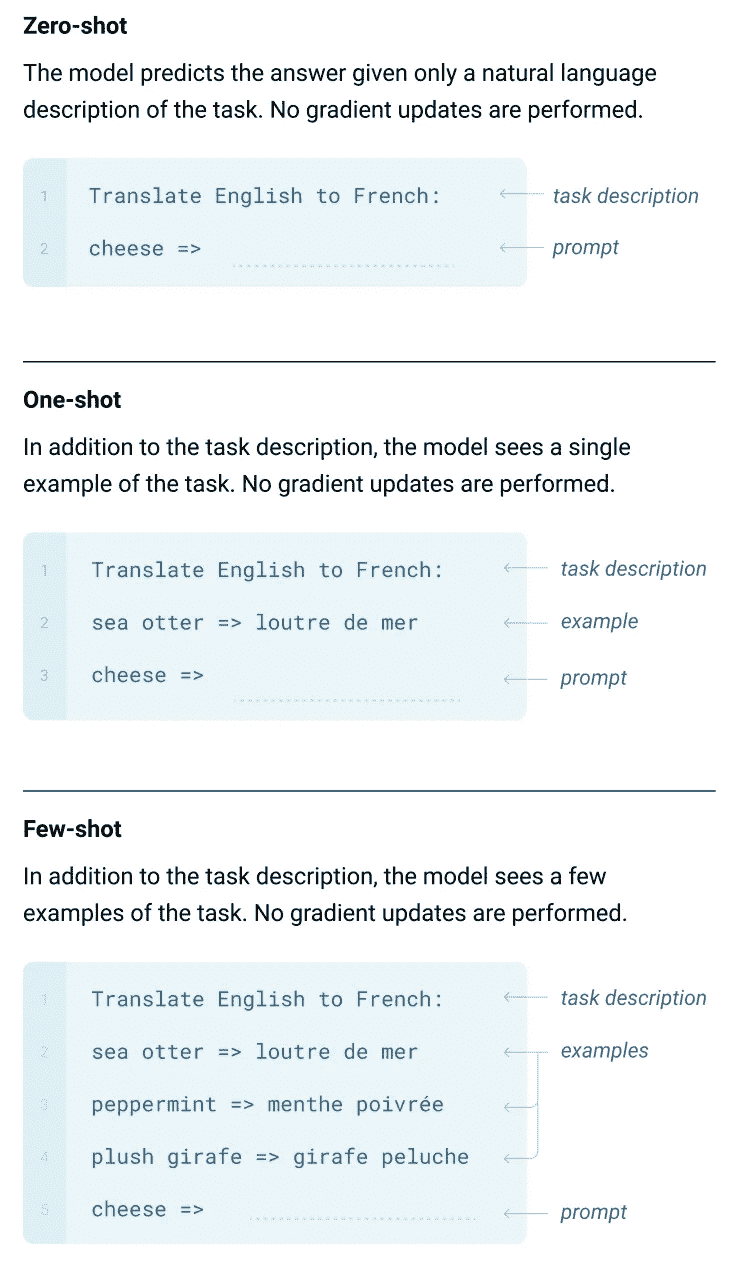 Zero-shot
The model predicts the answer given only a natural language
description of the task. No gradient updates are performed.
1 Translate English to French: task description
2 cheese => prompt
One-shot
In addition to the task description, the model sees a single
example of the task. No gradient updates are performed.
1 Translate English to French: task description
2 sea otter => loutre de mer example
3 cheese => prompt
Few-shot
In addition to the task description, the model sees a few
examples of the task. No gradient updates are performed.
1 Translate English to French: task description
2 sea otter => loutre de mer examples
3 peppermint => menthe poivrée
4 plush girafe => girafe peluche
5 cheese => prompt